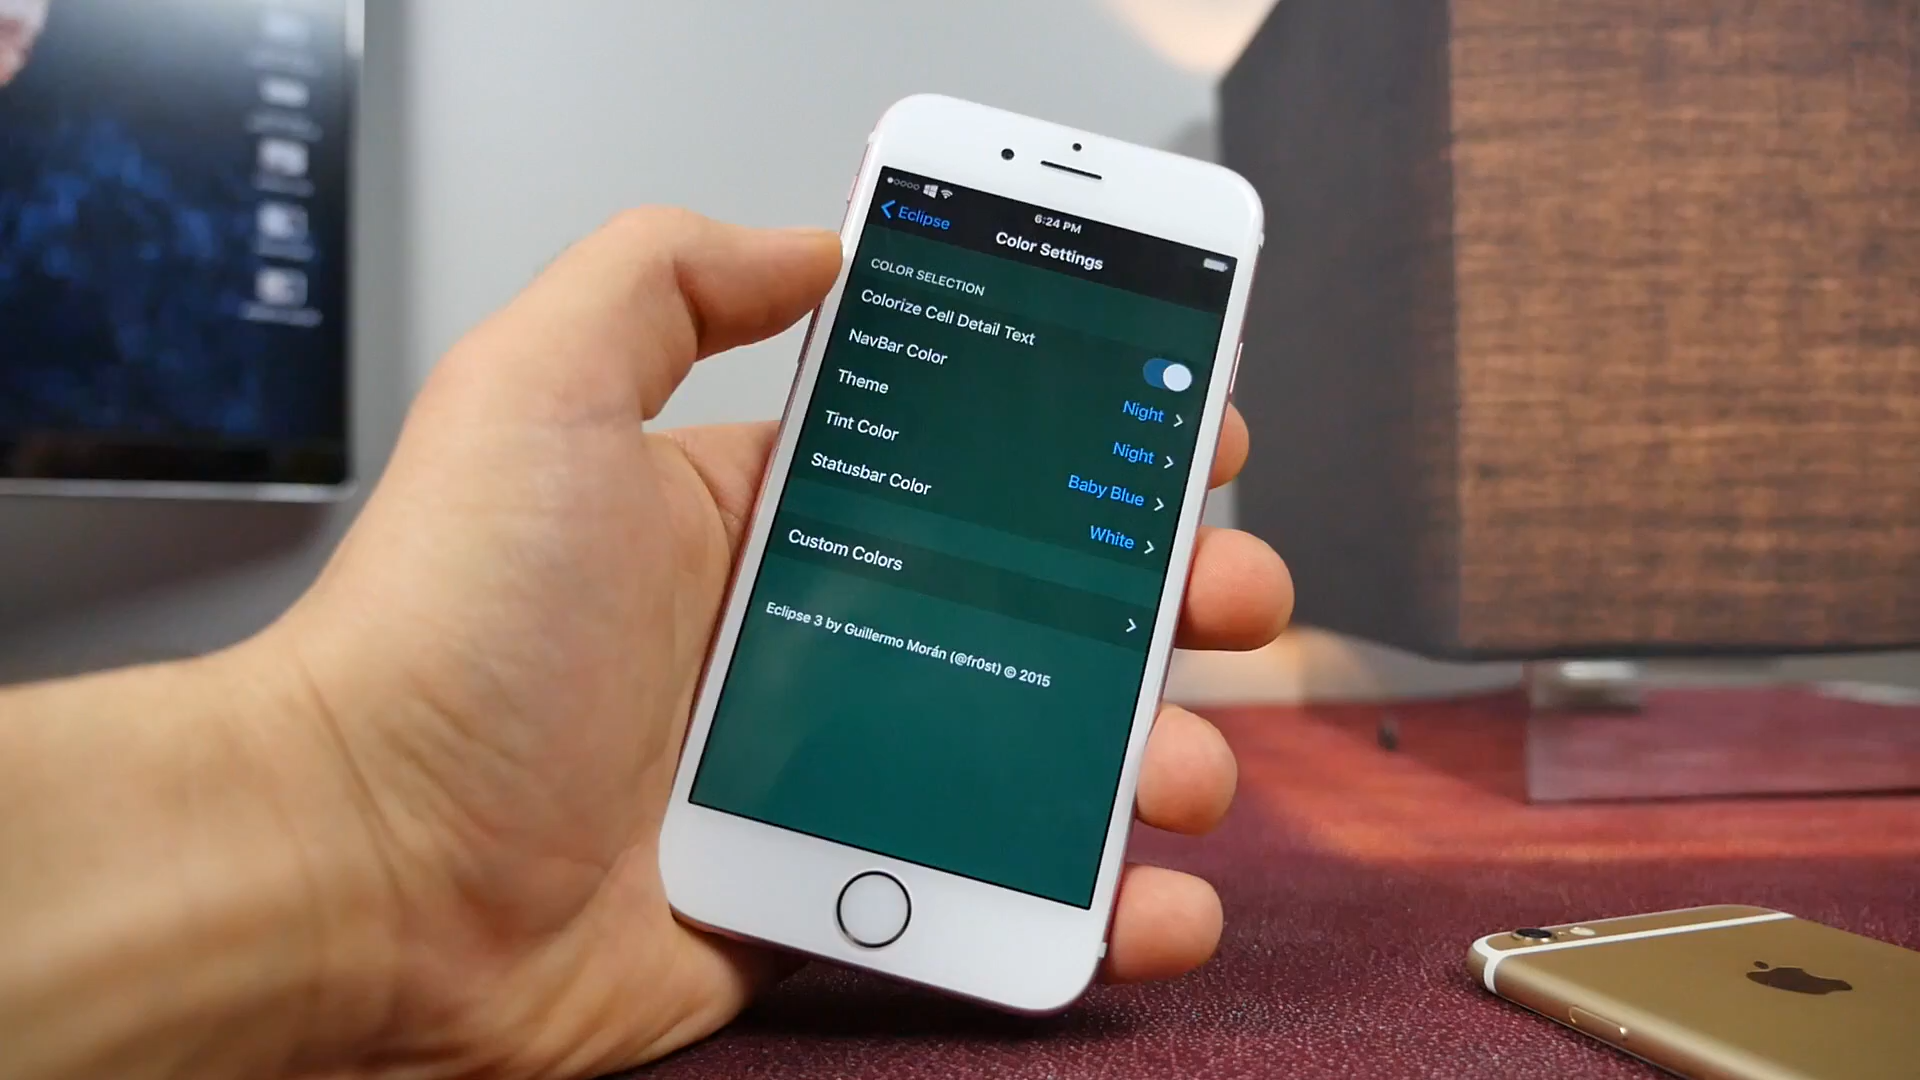 6:24 PM
Eclipse
Color Settings
COLOR SELECTION
Colorize Cell Detail Text
NavBar Color Night
Theme Night
Tint Color Baby Blue
Statusbar Color White
Custom Colors
Eclipse 3 by Guillermo Morán (@fr0st) © 2015